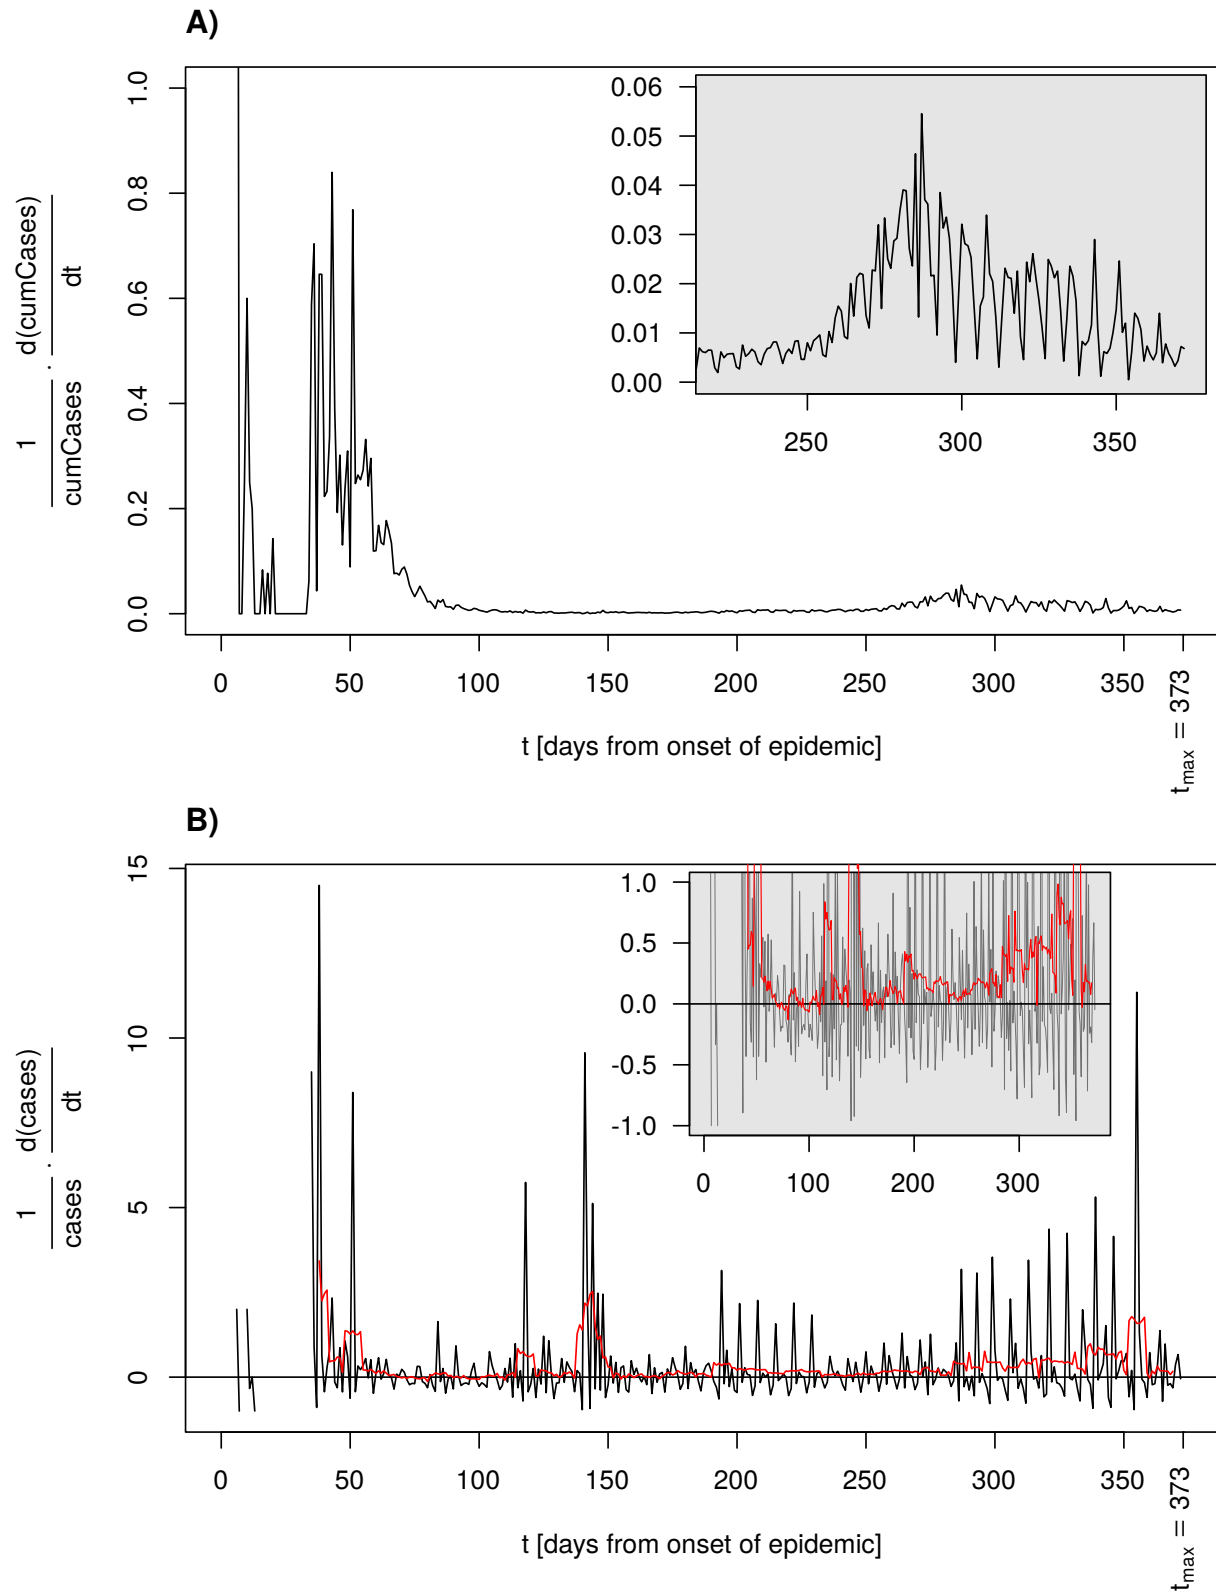 A)
1.0
0.8
0.6
0.4
0.2
0.0
1
cumCases
.
d(cumCases)
dt
0.06
0.05
0.04
0.03
0.02
0.01
0.00
250 300 350
0 50 100 150 200 250 300 350
tmax = 373
t [days from onset of epidemic]
B)
15
10
5
0
1
cases
.
d(cases)
dt
1.0
0.5
0.0
-0.5
-1.0
0 100 200 300
0 50 100 150 200 250 300 350
tmax = 373
t [days from onset of epidemic]